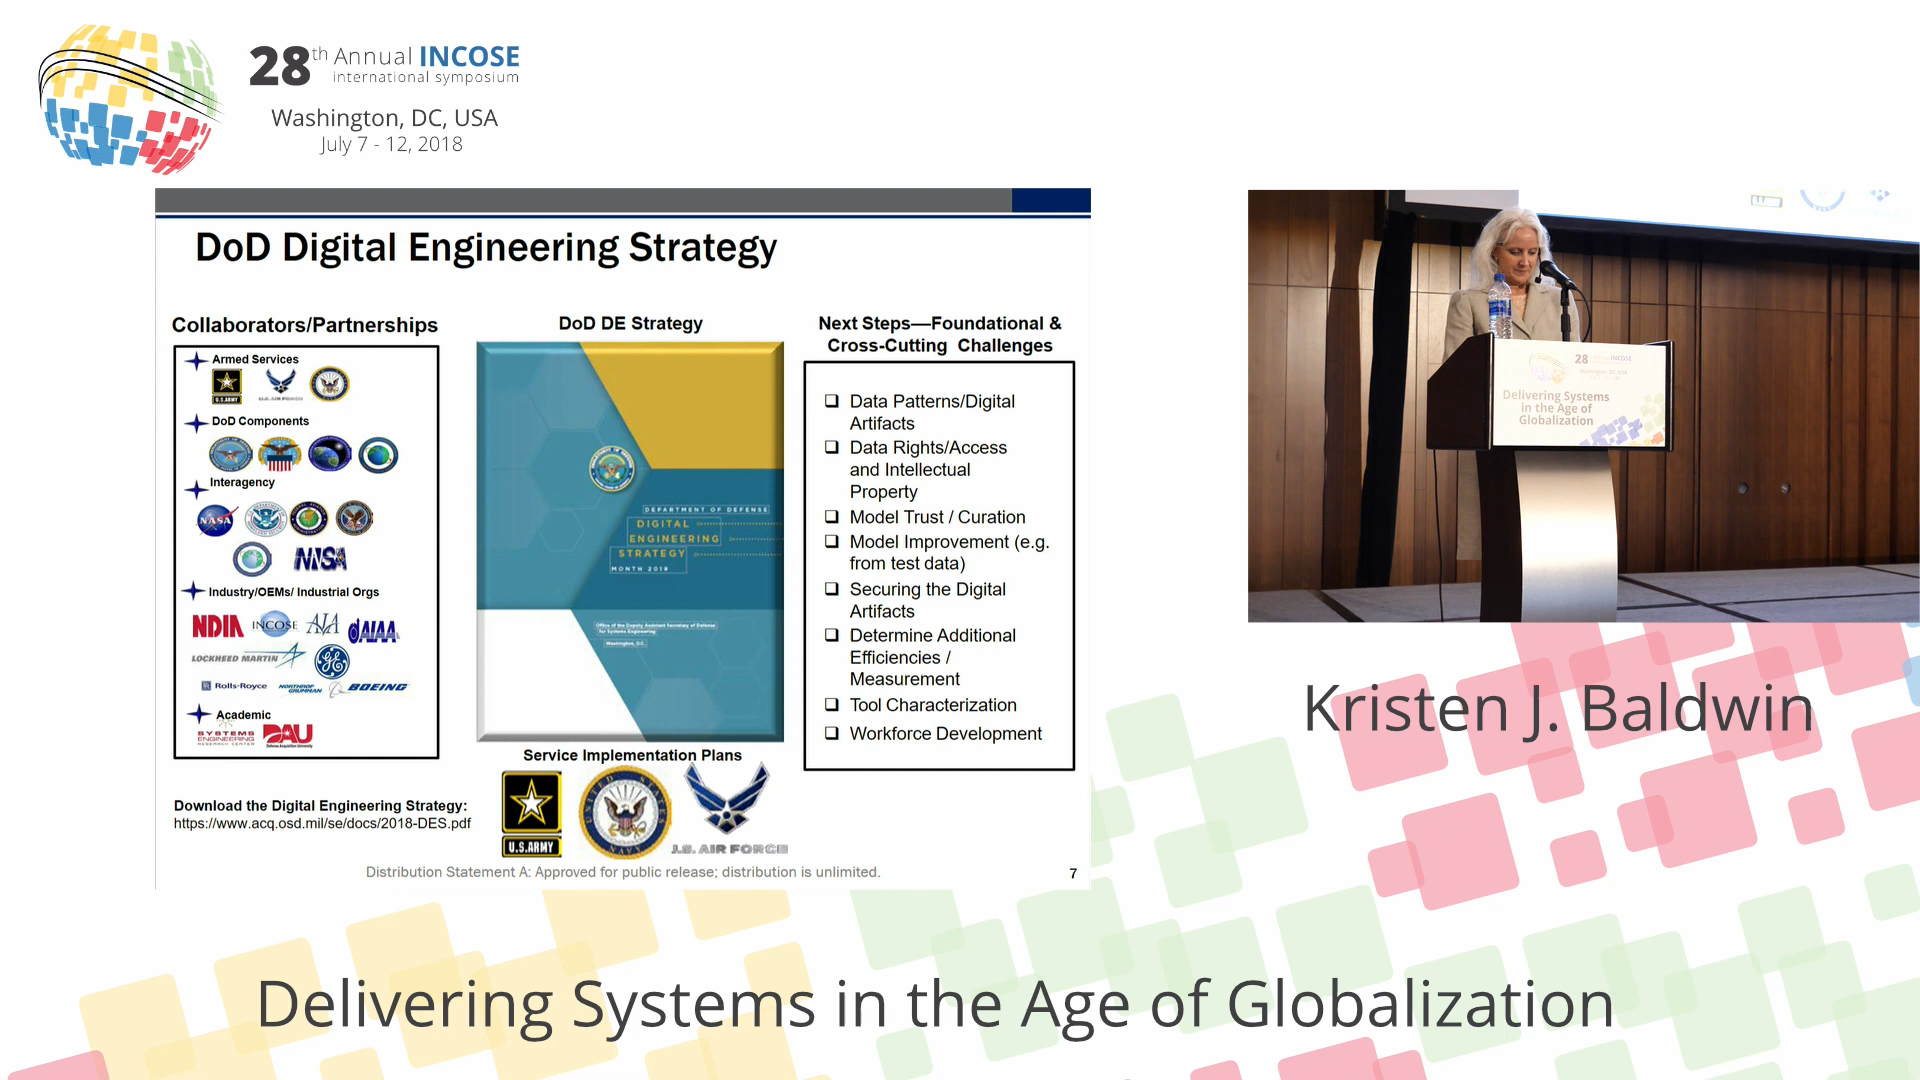 28th Annual INCOSE
international symposium
Washington, DC, USA
July 7 - 12, 2018
DoD Digital Engineering Strategy
Collaborators/Partnerships
Armed Services
U.S.ARMY
U.S. AIR FORCE
DoD Components
Interagency
NASA
NNSA
Industry/OEMs/ Industrial Orgs
NDIA INCOSE AIA AIAA
LOCKHEED MARTIN
GE
Rolls-Royce NORTHROP GRUMMAN BOEING
Academic
SYSTEMS ENGINEERING RESEARCH CENTER
DAU
Defense Acquisition University
Download the Digital Engineering Strategy:
https://www.acq.osd.mil/se/docs/2018-DES.pdf
DoD DE Strategy
DEPARTMENT OF DEFENSE
DIGITAL
ENGINEERING
STRATEGY
MONTH 2018
Office of the Deputy Assistant Secretary of Defense
for Systems Engineering
Washington, D.C.
Service Implementation Plans
U.S.ARMY
UNITED STATES NAVY
U.S. AIR FORCE
Next Steps—Foundational &
Cross-Cutting Challenges
Data Patterns/Digital
Artifacts
Data Rights/Access
and Intellectual
Property
Model Trust / Curation
Model Improvement (e.g.
from test data)
Securing the Digital
Artifacts
Determine Additional
Efficiencies /
Measurement
Tool Characterization
Workforce Development
Distribution Statement A: Approved for public release; distribution is unlimited.
7
28 Annual INCOSE
Washington, DC, USA
Delivering Systems
in the Age of
Globalization
Kristen J. Baldwin
Delivering Systems in the Age of Globalization